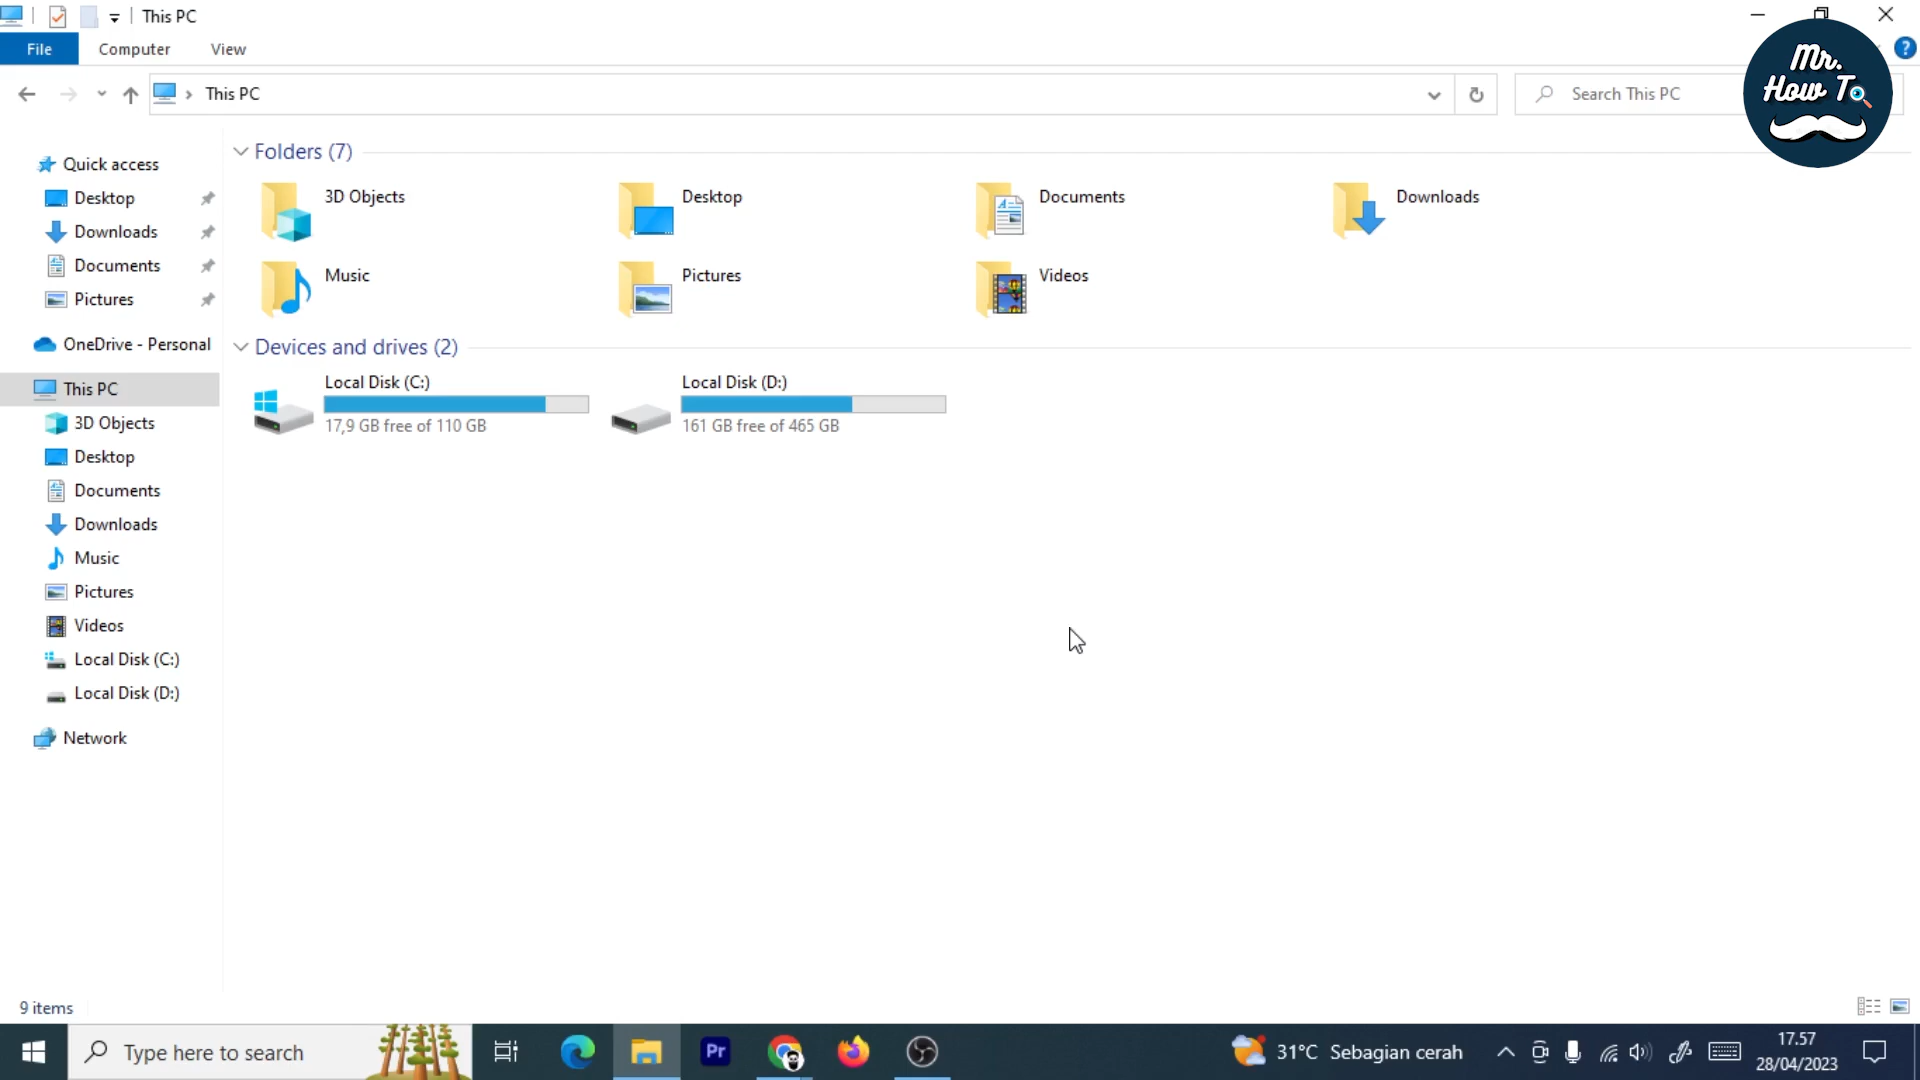 This PC
File
Computer
View
This PC
Search This PC
Mr.
How To
?
Quick access
Desktop
Downloads
Documents
Pictures
OneDrive - Personal
This PC
3D Objects
Desktop
Documents
Downloads
Music
Pictures
Videos
Local Disk (C:)
Local Disk (D:)
Network
Folders (7)
3D Objects
Desktop
Documents
Downloads
Music
Pictures
Videos
Devices and drives (2)
Local Disk (C:)
17,9 GB free of 110 GB
Local Disk (D:)
161 GB free of 465 GB
9 items
Type here to search
Pr
31°C Sebagian cerah
17.57
28/04/2023